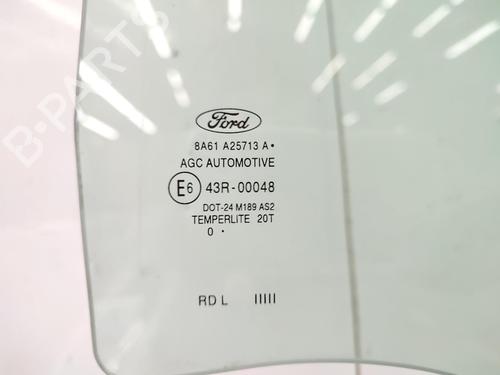 B-PARTS
Ford
8A61 A25713 A•
AGC AUTOMOTIVE
E6 43R-00048
DOT-24 M189 AS2
TEMPERLITE 20T
0 •
RD L IIIII